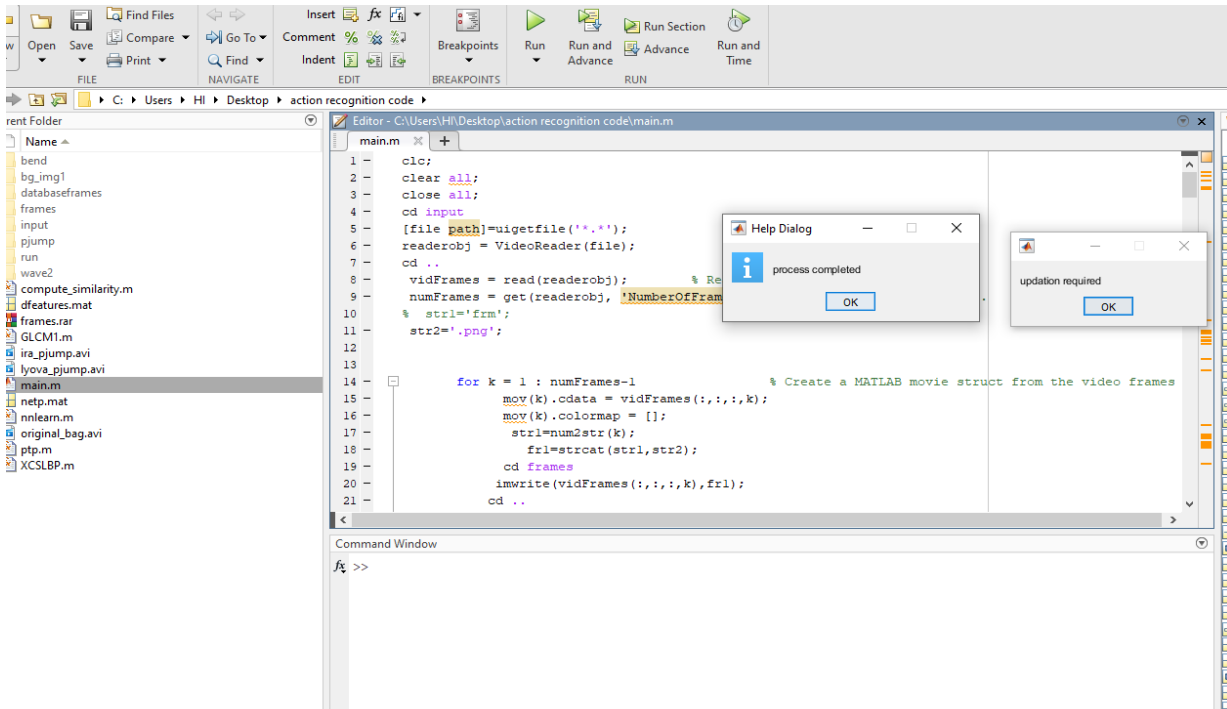 Find Files
Insert fx
Open Save Compare Go To Comment % Breakpoints Run Run and Advance Run Section Advance Run and Time
Print Find Indent
FILE NAVIGATE EDIT BREAKPOINTS RUN
C: Users HI Desktop action recognition code
rent Folder
Name
bend
bg_img1
databaseframes
frames
input
pjump
run
wave2
compute_similarity.m
dfeatures.mat
frames.rar
GLCM1.m
ira_pjump.avi
lyova_pjump.avi
main.m
netp.mat
nnlearn.m
original_bag.avi
ptp.m
XCSLBP.m
Editor - C:\Users\HI\Desktop\action recognition code\main.m
main.m +
1 - clc;
2 - clear all;
3 - close all;
4 - cd input
5 - [file path]=uigetfile('*.*');
6 - readerobj = VideoReader(file);
7 - cd ..
8 - vidFrames = read(readerobj); % Re
9 - numFrames = get(readerobj, 'NumberOfFram
10 % str1='frm';
11 - str2='.png';
12
13
14 - for k = 1 : numFrames-1 % Create a MATLAB movie struct from the video frames
15 - mov(k).cdata = vidFrames(:,:,:,k);
16 - mov(k).colormap = [];
17 - str1=num2str(k);
18 - fr1=strcat(str1,str2);
19 - cd frames
20 - imwrite(vidFrames(:,:,:,k),fr1);
21 - cd ..
Help Dialog
process completed
OK
updation required
OK
Command Window
fx >>